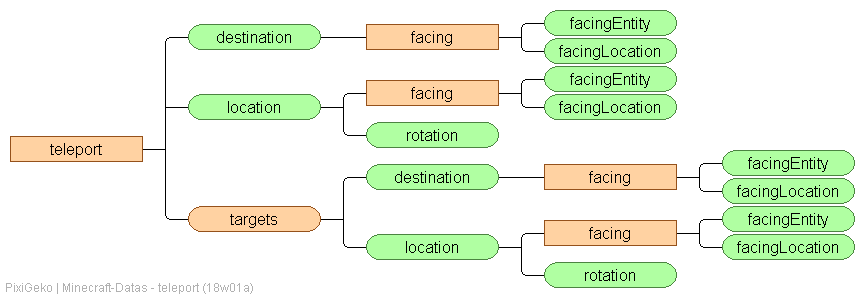 destination
facing
facingEntity
facingLocation
location
facing
facingEntity
facingLocation
rotation
teleport
targets
destination
facing
facingEntity
facingLocation
location
facing
facingEntity
facingLocation
rotation
PixiGeko | Minecraft-Datas - teleport (18w01a)